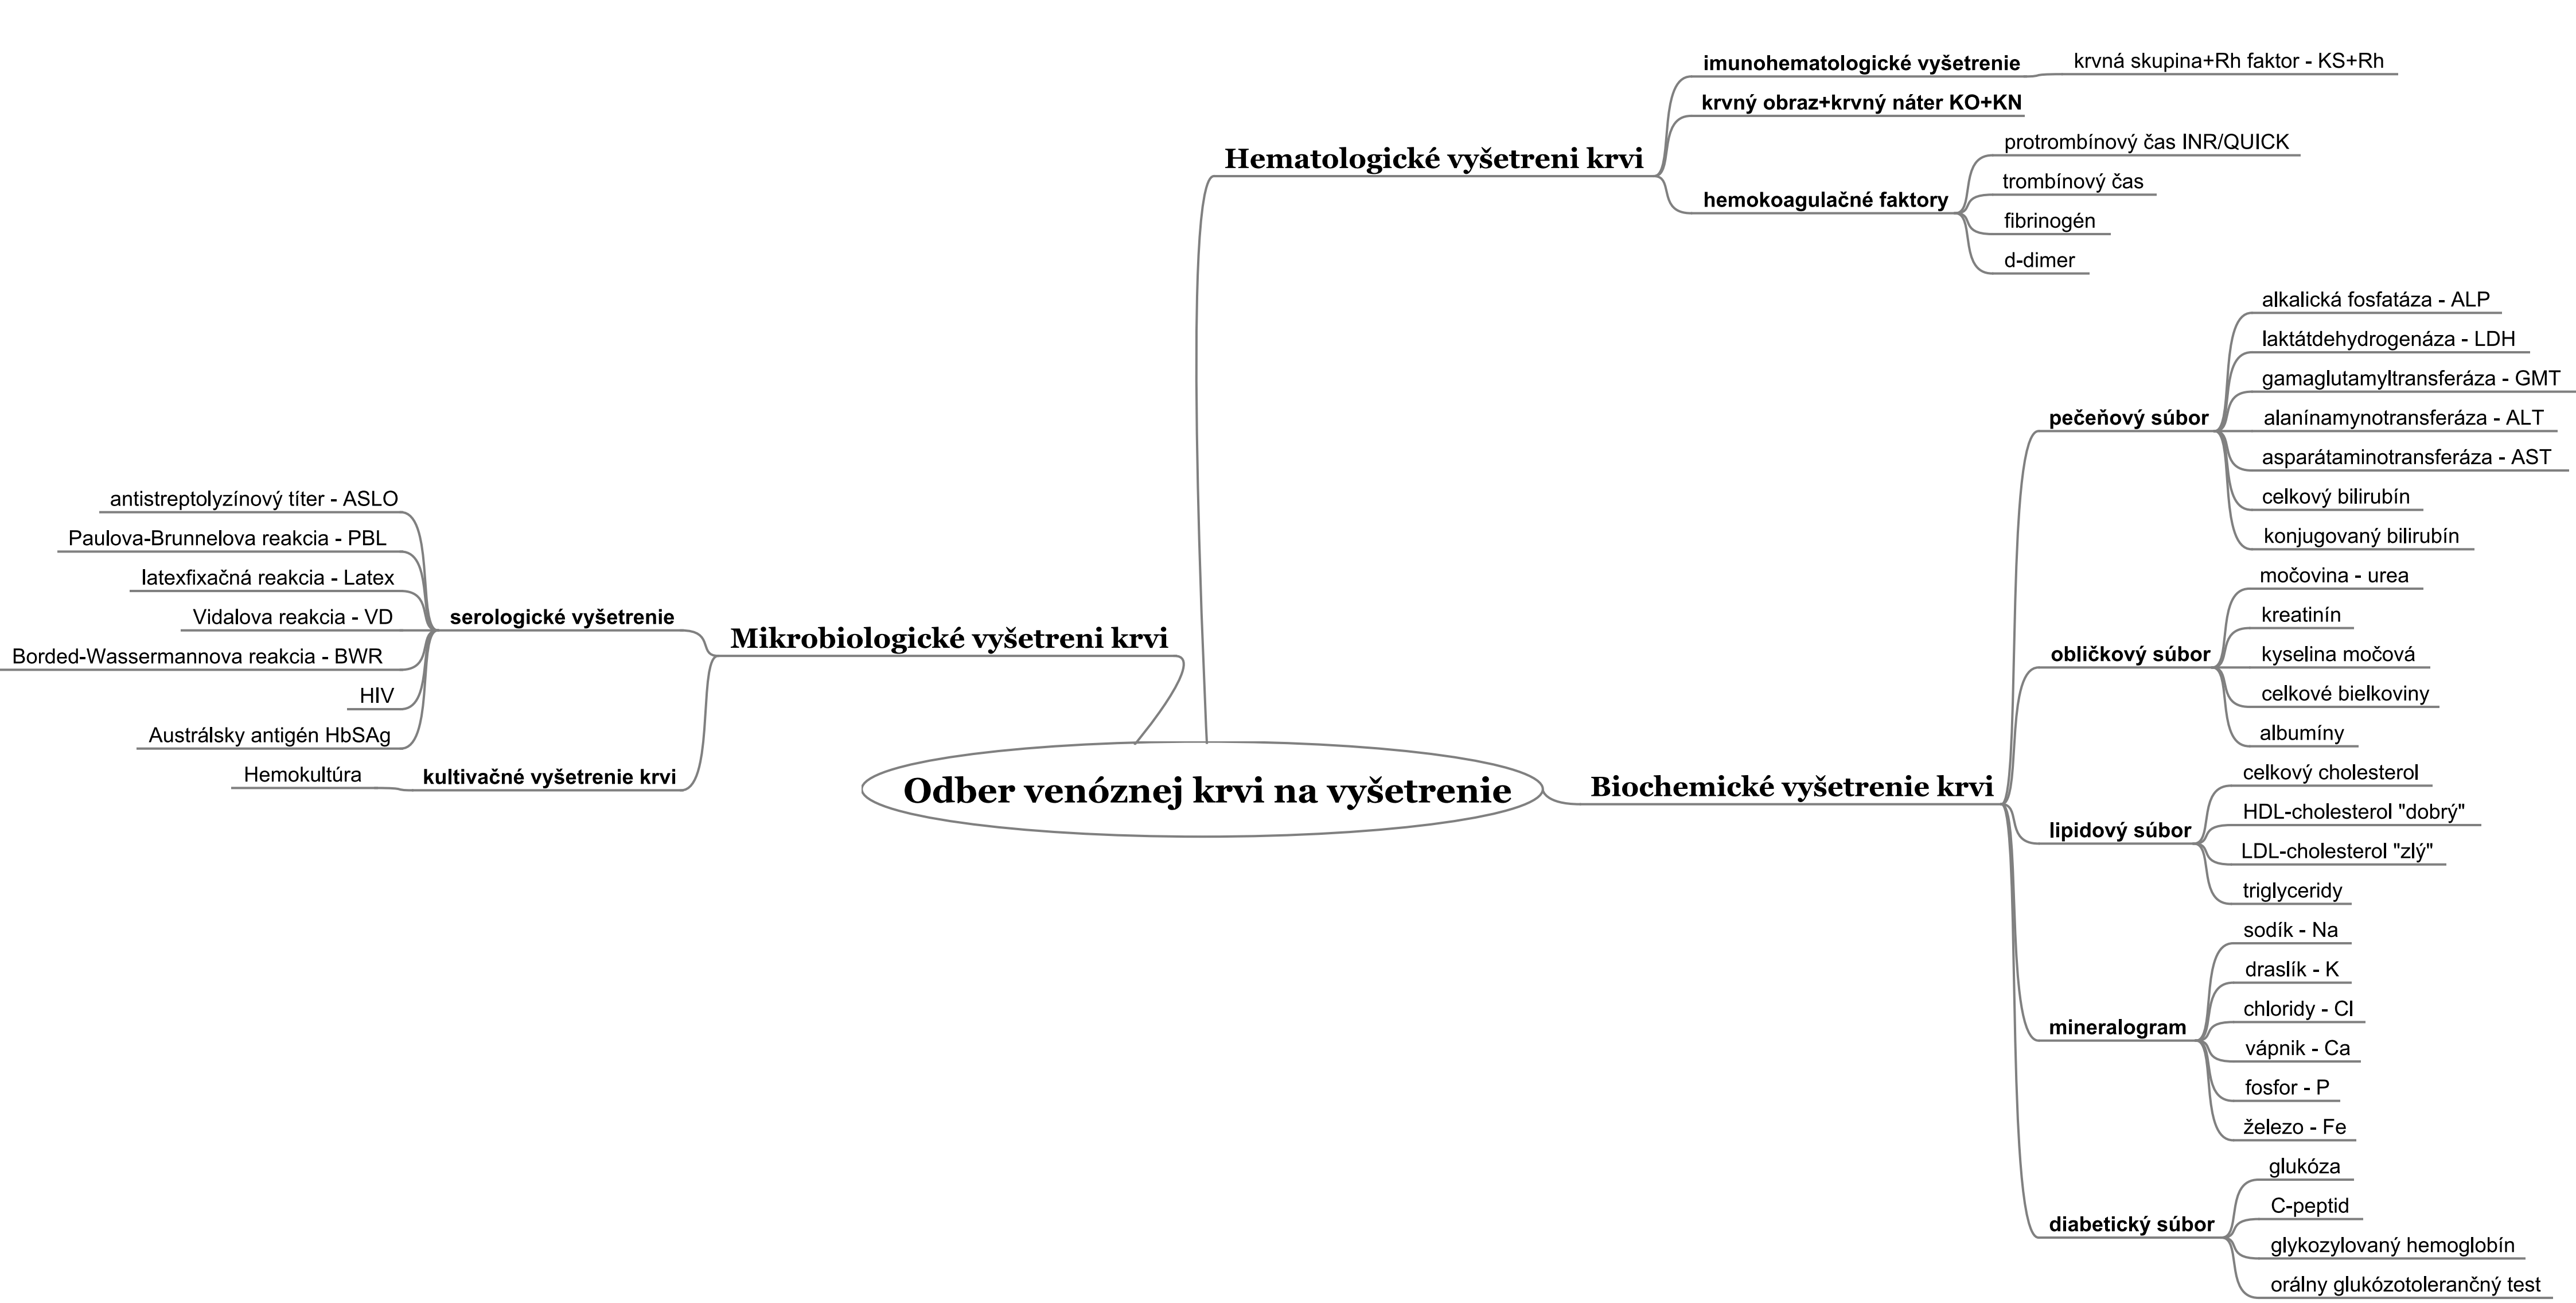 Odber venóznej krvi na vyšetrenie
Hematologické vyšetreni krvi
imunohematologické vyšetrenie
krvná skupina+Rh faktor - KS+Rh
krvný obraz+krvný náter KO+KN
hemokoagulačné faktory
protrombínový čas INR/QUICK
trombínový čas
fibrinogén
d-dimer
Biochemické vyšetrenie krvi
pečeňový súbor
alkalická fosfatáza - ALP
laktátdehydrogenáza - LDH
gamaglutamyltransferáza - GMT
alanínamynotransferáza - ALT
asparátaminotransferáza - AST
celkový bilirubín
konjugovaný bilirubín
obličkový súbor
močovina - urea
kreatinín
kyselina močová
celkové bielkoviny
albumíny
lipidový súbor
celkový cholesterol
HDL-cholesterol "dobrý"
LDL-cholesterol "zlý"
triglyceridy
mineralogram
sodík - Na
draslík - K
chloridy - Cl
vápnik - Ca
fosfor - P
železo - Fe
diabetický súbor
glukóza
C-peptid
glykozylovaný hemoglobín
orálny glukózotolerančný test
Mikrobiologické vyšetreni krvi
serologické vyšetrenie
antistreptolyzínový títer - ASLO
Paulova-Brunnelova reakcia - PBL
latexfixačná reakcia - Latex
Vidalova reakcia - VD
Borded-Wassermannova reakcia - BWR
HIV
Austrálsky antigén HbSAg
kultivačné vyšetrenie krvi
Hemokultúra